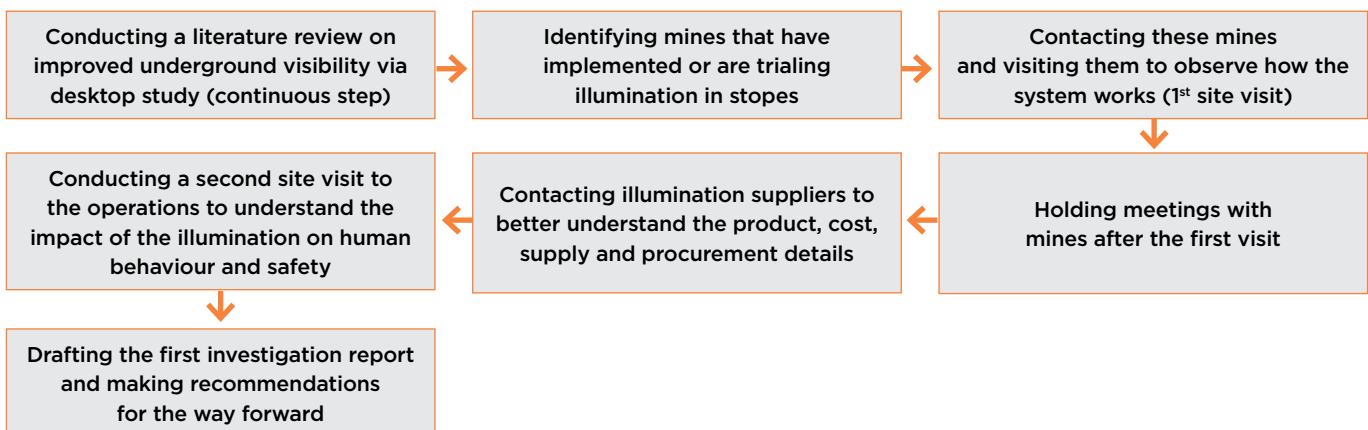 Conducting a literature review on
improved underground visibility via
desktop study (continuous step)
Identifying mines that have
implemented or are trialing
illumination in stopes
Contacting these mines
and visiting them to observe how the
system works (1st site visit)
Holding meetings with
mines after the first visit
Contacting illumination suppliers to
better understand the product, cost,
supply and procurement details
Conducting a second site visit to
the operations to understand the
impact of the illumination on human
behaviour and safety
Drafting the first investigation report
and making recommendations
for the way forward